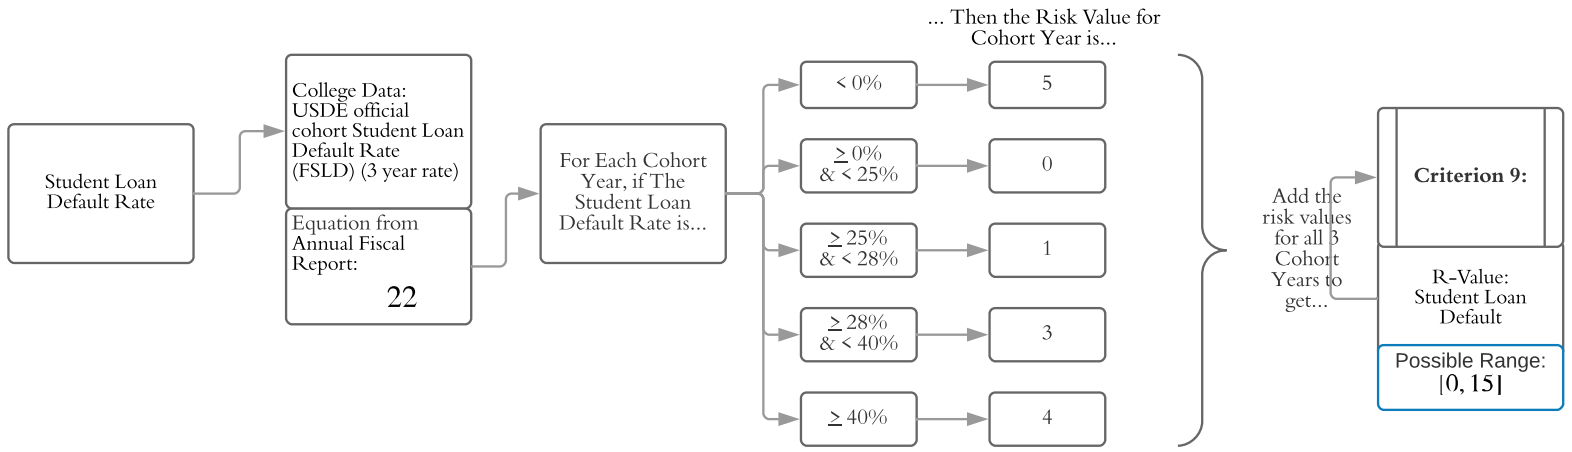 Student Loan
Default Rate
College Data:
USDE official
cohort Student Loan
Default Rate
(FSLD) (3 year rate)
Equation from
Annual Fiscal
Report:
22
For Each Cohort
Year, if The
Student Loan
Default Rate is...
... Then the Risk Value for
Cohort Year is...
< 0%
5
≥ 0%
& < 25%
0
≥ 25%
& < 28%
1
≥ 28%
& < 40%
3
≥ 40%
4
Add the
risk values
for all 3
Cohort
Years to
get...
Criterion 9:
R-Value:
Student Loan
Default
Possible Range:
[0, 15]